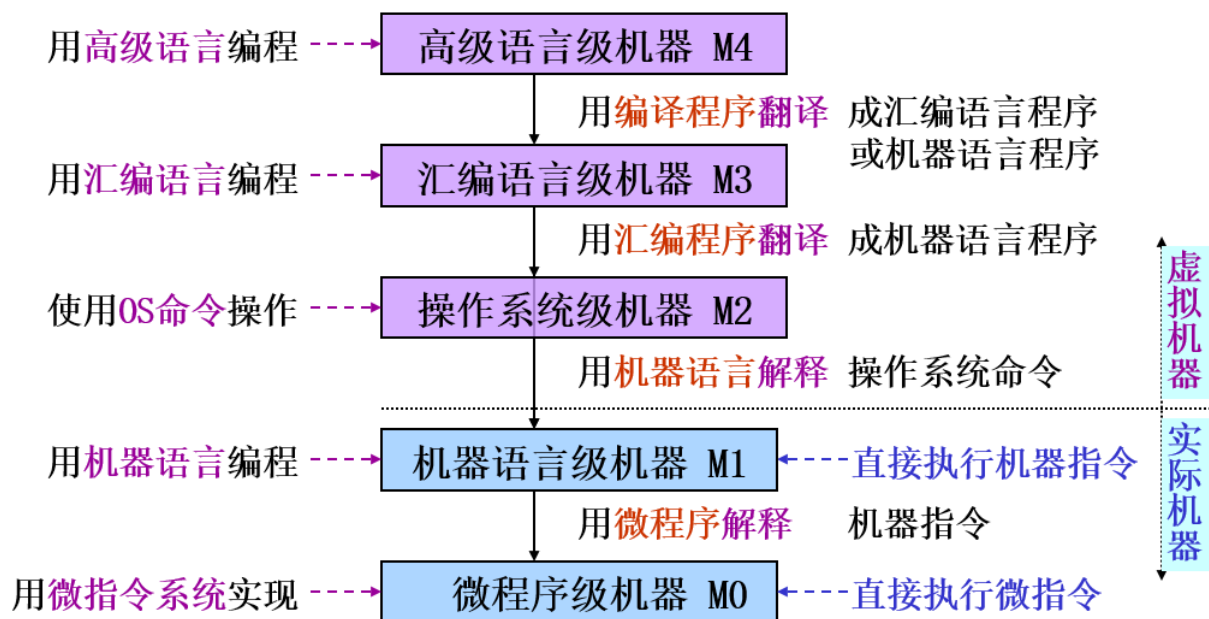 用高级语言编程
高级语言级机器 M4
用编译程序翻译 成汇编语言程序
或机器语言程序
用汇编语言编程
汇编语言级机器 M3
用汇编程序翻译 成机器语言程序
使用OS命令操作
操作系统级机器 M2
用机器语言解释 操作系统命令
虚拟机器
用机器语言编程
机器语言级机器 M1
直接执行机器指令
用微程序解释 机器指令
实际机器
用微指令系统实现
微程序级机器 M0
直接执行微指令